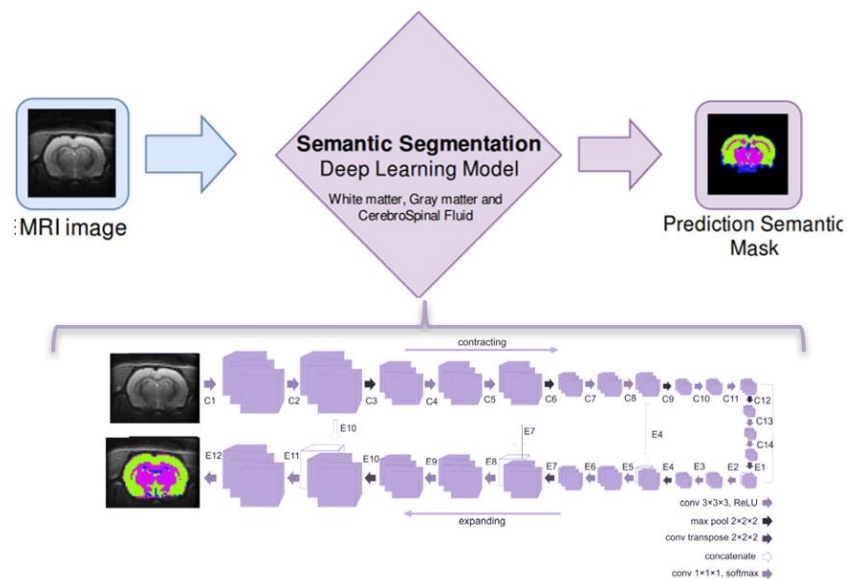 Semantic Segmentation
Deep Learning Model
White matter, Gray matter and
CerebroSpinal Fluid
MRI image
Prediction Semantic
Mask
contracting
C1 C2 C3 C4 C5 C6 C7 C8 C9 C10 C11 C12
C13
C14
E10 E7 E4
E12 E11 E10 E9 E8 E7 E6 E5 E4 E3 E2 E1
expanding
conv 3×3×3, ReLU
max pool 2×2×2
conv transpose 2×2×2
concatenate
conv 1×1×1, softmax